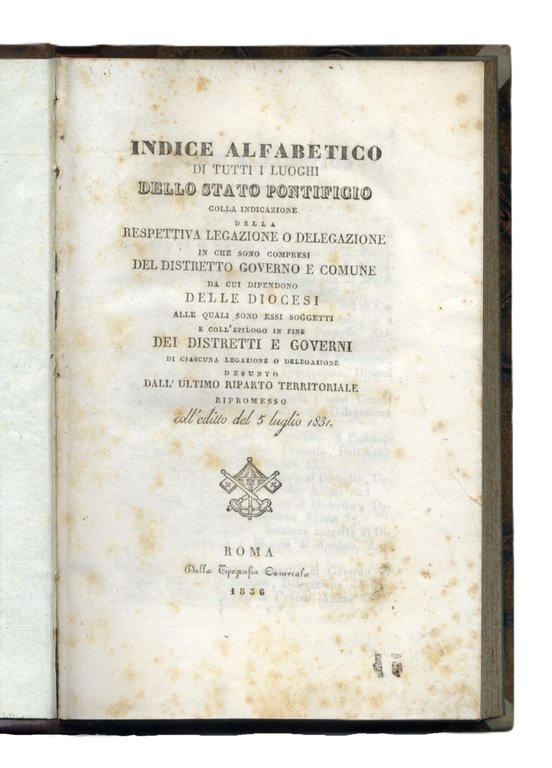 INDICE ALFABETICO
DI TUTTI I LUOGHI
DELLO STATO PONTIFICIO
COLLA INDICAZIONE
DELLA
RESPETTIVA LEGAZIONE O DELEGAZIONE
IN CHE SONO COMPRESI
DEL DISTRETTO GOVERNO E COMUNE
DA CUI DIPENDONO
DELLE DIOCESI
ALLE QUALI SONO ESSI SOGGETTI
E COLL'EPILOGO IN FINE
DEI DISTRETTI E GOVERNI
DI CIASCUNA LEGAZIONE O DELEGAZIONE
DESUNTO
DALL' ULTIMO RIPARTO TERRITORIALE
RIPROMESSO
coll'editto del 5 luglio 1831.
ROMA
Dalla Tipografia Camerale
1836